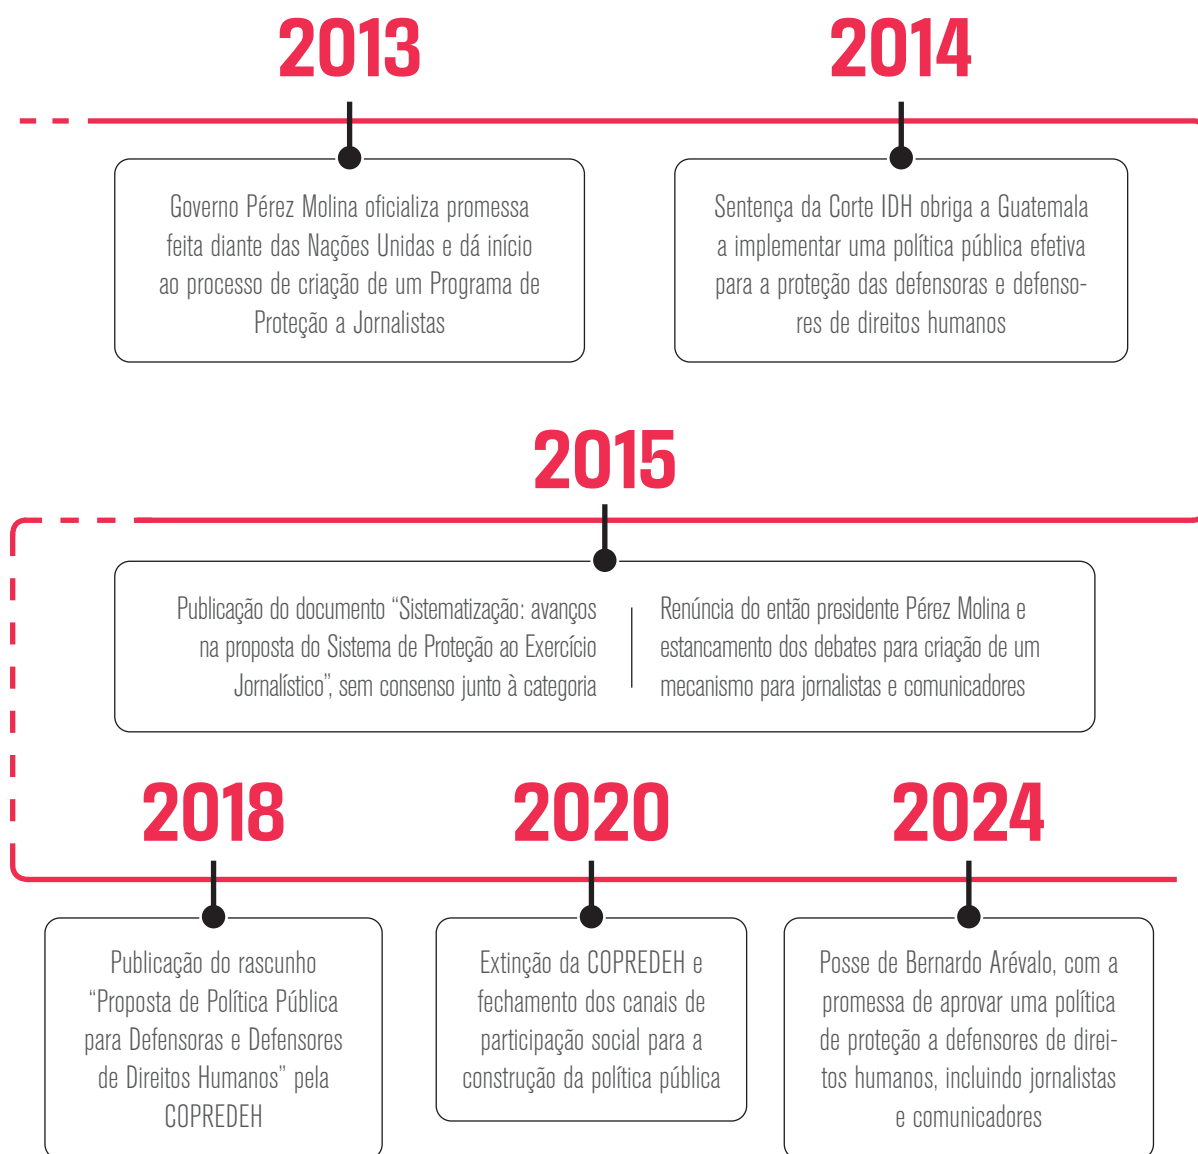 2013
Governo Pérez Molina oficializa promessa
feita diante das Nações Unidas e dá início
ao processo de criação de um Programa de
Proteção a Jornalistas
2014
Sentença da Corte IDH obriga a Guatemala
a implementar uma política pública efetiva
para a proteção das defensoras e defenso-
res de direitos humanos
2015
Publicação do documento “Sistematização: avanços
na proposta do Sistema de Proteção ao Exercício
Jornalístico”, sem consenso junto à categoria
Renúncia do então presidente Pérez Molina e
estancamento dos debates para criação de um
mecanismo para jornalistas e comunicadores
2018
Publicação do rascunho
“Proposta de Política Pública
para Defensoras e Defensores
de Direitos Humanos” pela
COPREDEH
2020
Extinção da COPREDEH e
fechamento dos canais de
participação social para a
construção da política pública
2024
Posse de Bernardo Arévalo, com a
promessa de aprovar uma política
de proteção a defensores de direi-
tos humanos, incluindo jornalistas
e comunicadores